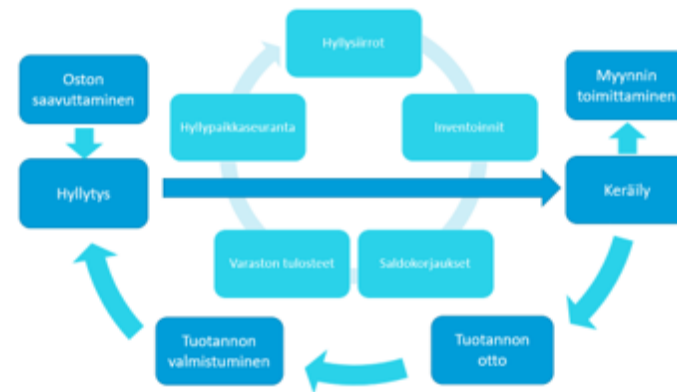 Hyllysiirrot
Oston
saavuttaminen
Myynnin
toimittaminen
Hyllypaikkaseuranta
Inventoinnit
Hyllytys
Keräily
Varaston tulosteet
Saldokorjaukset
Tuotannon
valmistuminen
Tuotannon
otto